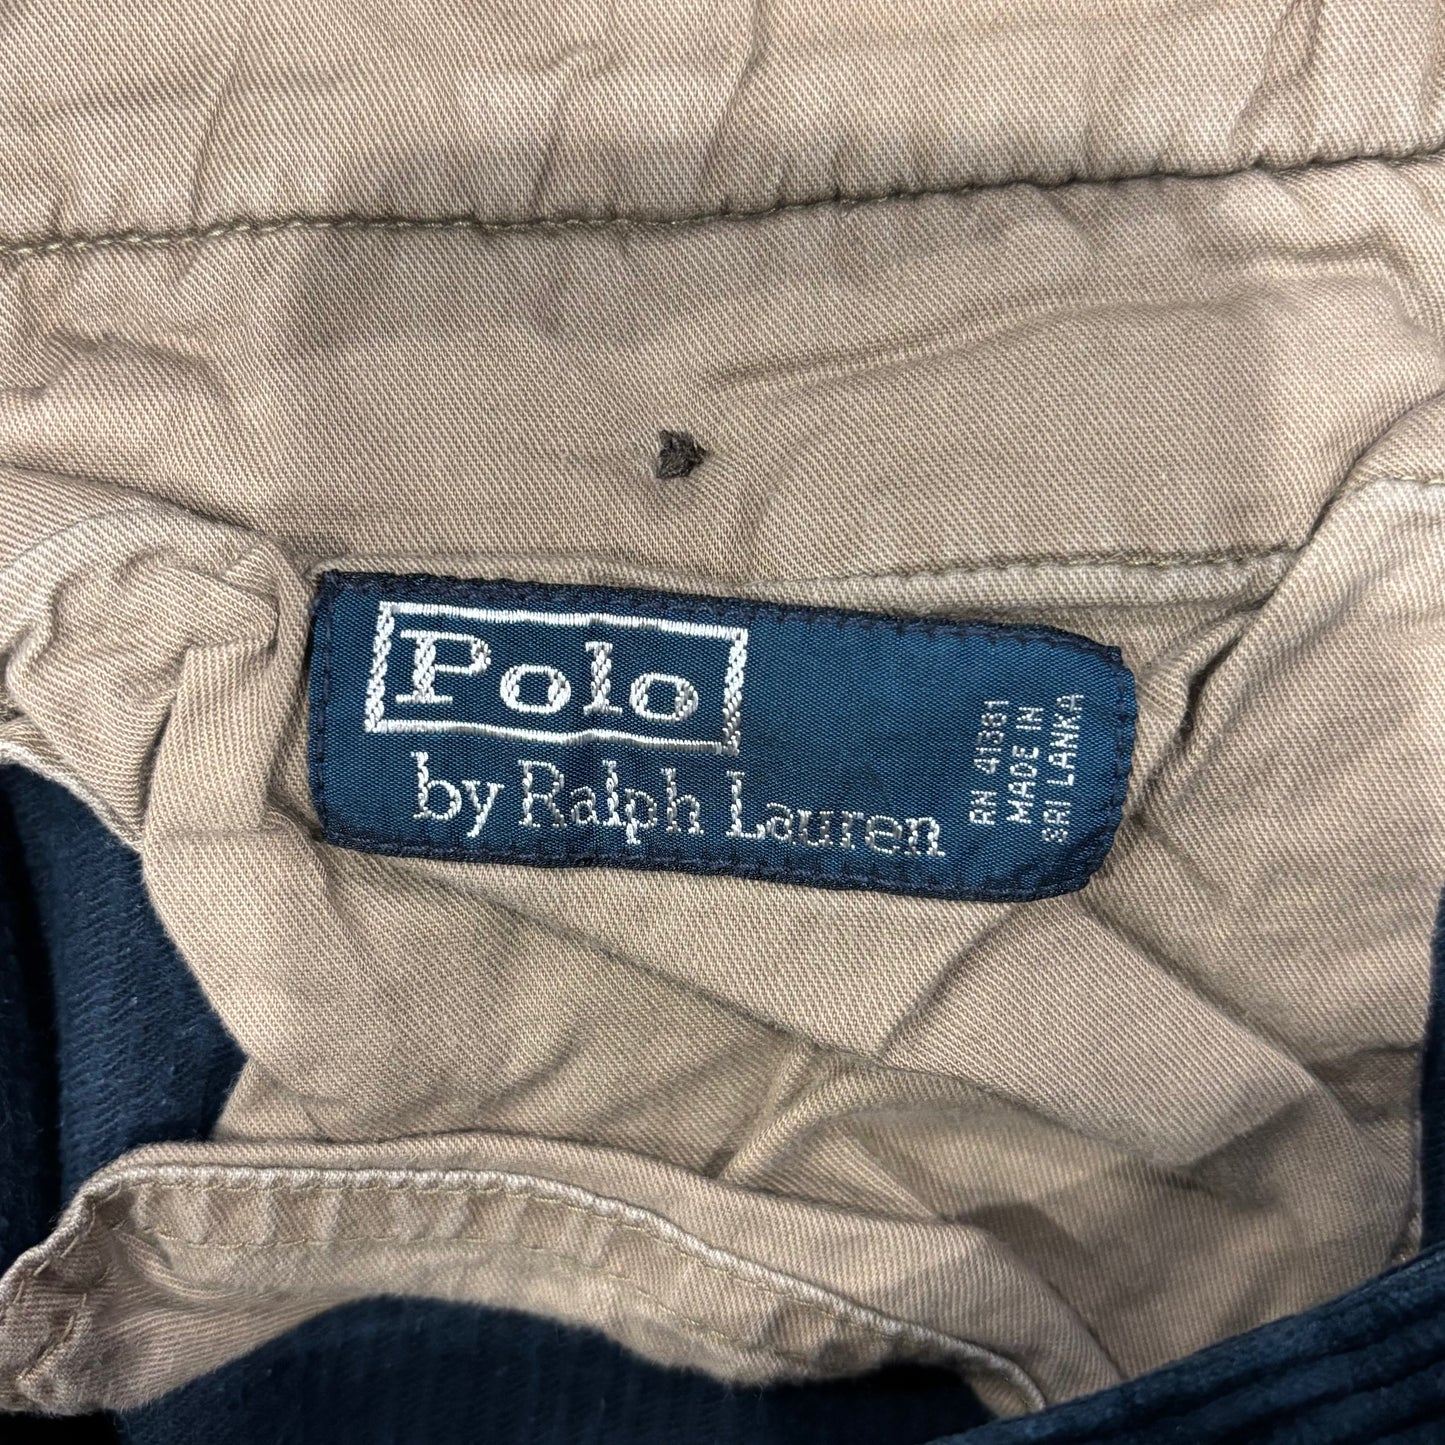 Polo
by Ralph Lauren
RN 41381
MADE IN
SRI LANKA